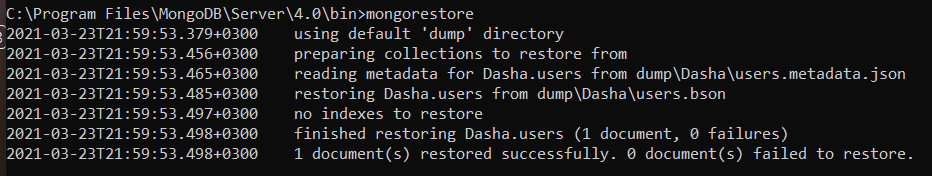 C:\Program Files\MongoDB\Server\4.0\bin>mongorestore
2021-03-23T21:59:53.379+0300    using default 'dump' directory
2021-03-23T21:59:53.456+0300    preparing collections to restore from
2021-03-23T21:59:53.465+0300    reading metadata for Dasha.users from dump\Dasha\users.metadata.json
2021-03-23T21:59:53.485+0300    restoring Dasha.users from dump\Dasha\users.bson
2021-03-23T21:59:53.497+0300    no indexes to restore
2021-03-23T21:59:53.498+0300    finished restoring Dasha.users (1 document, 0 failures)
2021-03-23T21:59:53.498+0300    1 document(s) restored successfully. 0 document(s) failed to restore.